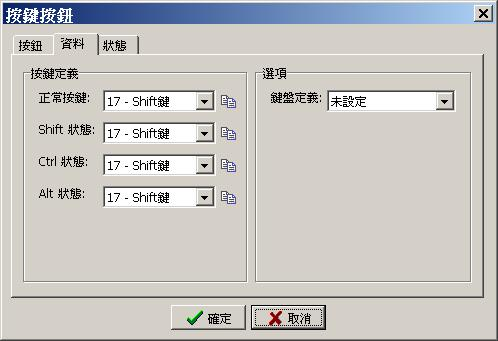 按鍵按鈕
按鈕 資料 狀態
按鍵定義
正常按鍵: 17 - Shift鍵
Shift 狀態: 17 - Shift鍵
Ctrl 狀態: 17 - Shift鍵
Alt 狀態: 17 - Shift鍵
選項
鍵盤定義: 未設定
確定 取消